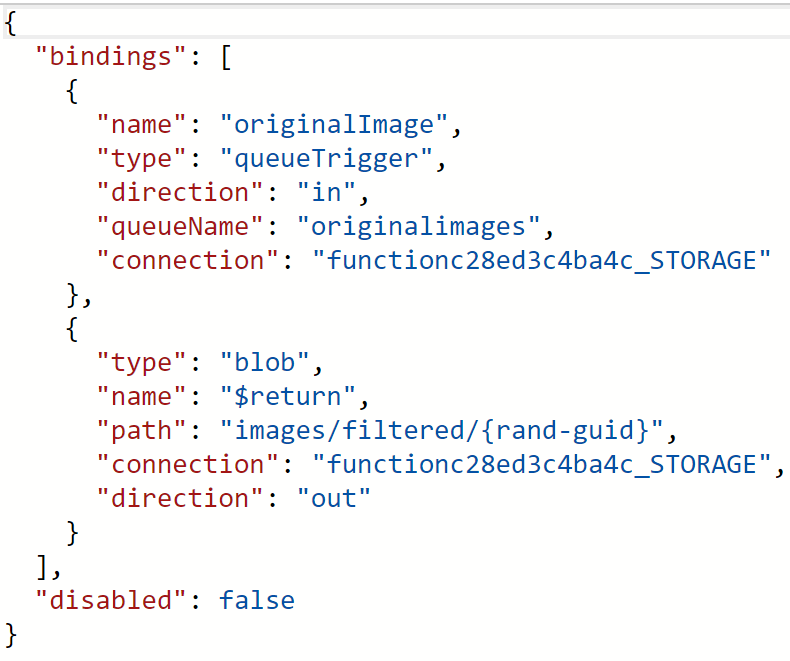 {
  "bindings": [
    {
      "name": "originalImage",
      "type": "queueTrigger",
      "direction": "in",
      "queueName": "originalimages",
      "connection": "functionc28ed3c4ba4c_STORAGE"
    },
    {
      "type": "blob",
      "name": "$return",
      "path": "images/filtered/{rand-guid}",
      "connection": "functionc28ed3c4ba4c_STORAGE",
      "direction": "out"
    }
  ],
  "disabled": false
}